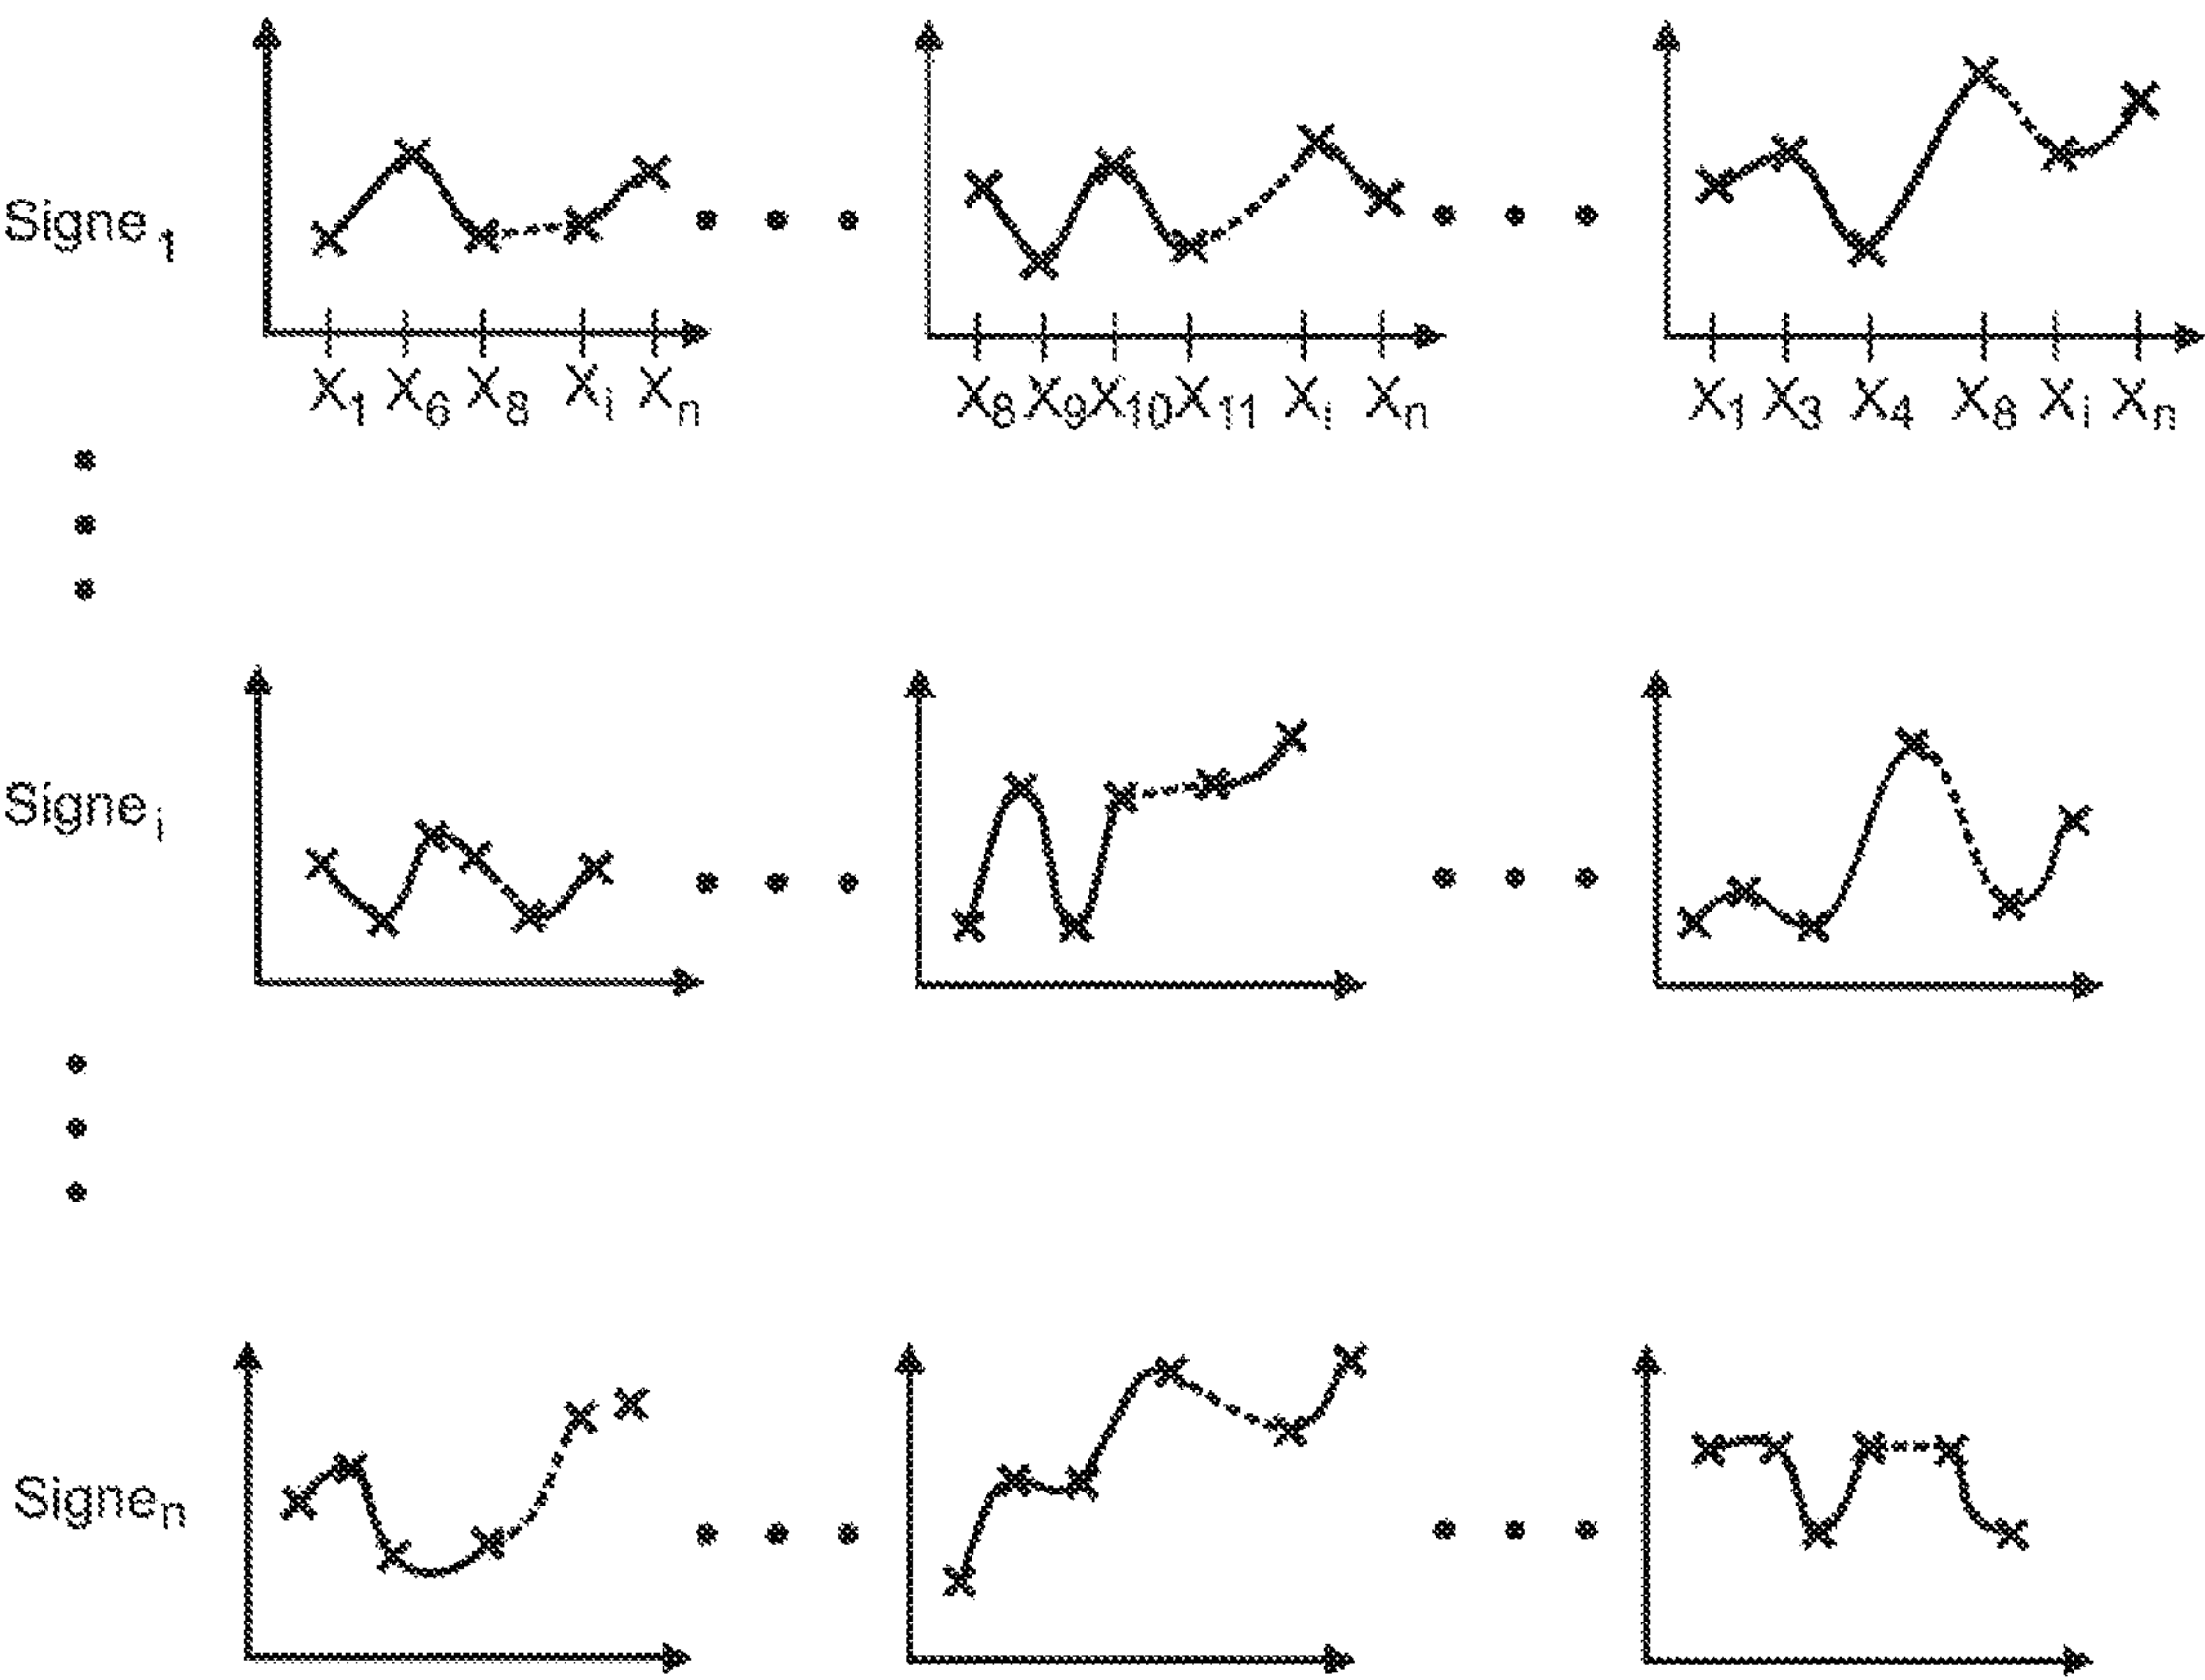 Signe₁
X₁ X₆ X₈ Xᵢ Xₙ
X₈ X₉ X₁₀ X₁₁ Xᵢ Xₙ
X₁ X₃ X₄ X₈ Xᵢ Xₙ
Signeᵢ
Signeₙ